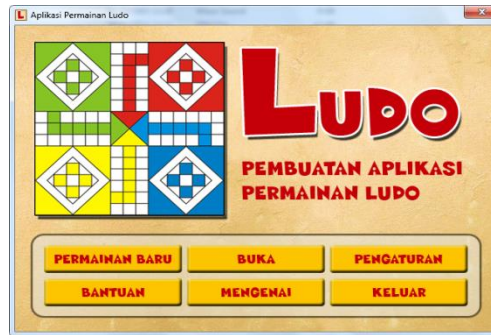 Aplikasi Permainan Ludo
LUDO
PEMBUATAN APLIKASI
PERMAINAN LUDO
PERMAINAN BARU
BUKA
PENGATURAN
BANTUAN
MENGENAI
KELUAR